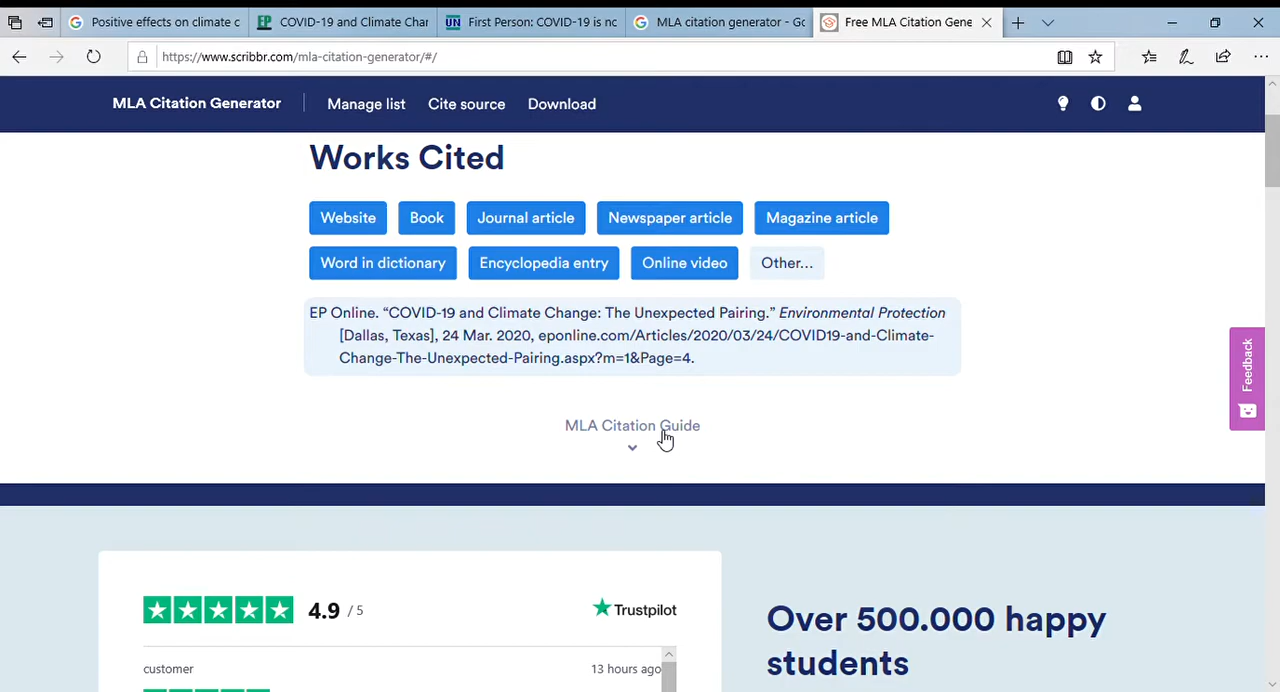 Positive effects on climate c
COVID-19 and Climate Char
UN First Person: COVID-19 is nc
MLA citation generator - Go
Free MLA Citation Gene
https://www.scribbr.com/mla-citation-generator/#/
MLA Citation Generator
Manage list
Cite source
Download
Works Cited
Website
Book
Journal article
Newspaper article
Magazine article
Word in dictionary
Encyclopedia entry
Online video
Other...
EP Online. “COVID-19 and Climate Change: The Unexpected Pairing.” Environmental Protection
[Dallas, Texas], 24 Mar. 2020, eponline.com/Articles/2020/03/24/COVID19-and-Climate-
Change-The-Unexpected-Pairing.aspx?m=1&Page=4.
Feedback
MLA Citation Guide
4.9 / 5
Trustpilot
Over 500.000 happy
students
customer
13 hours ago